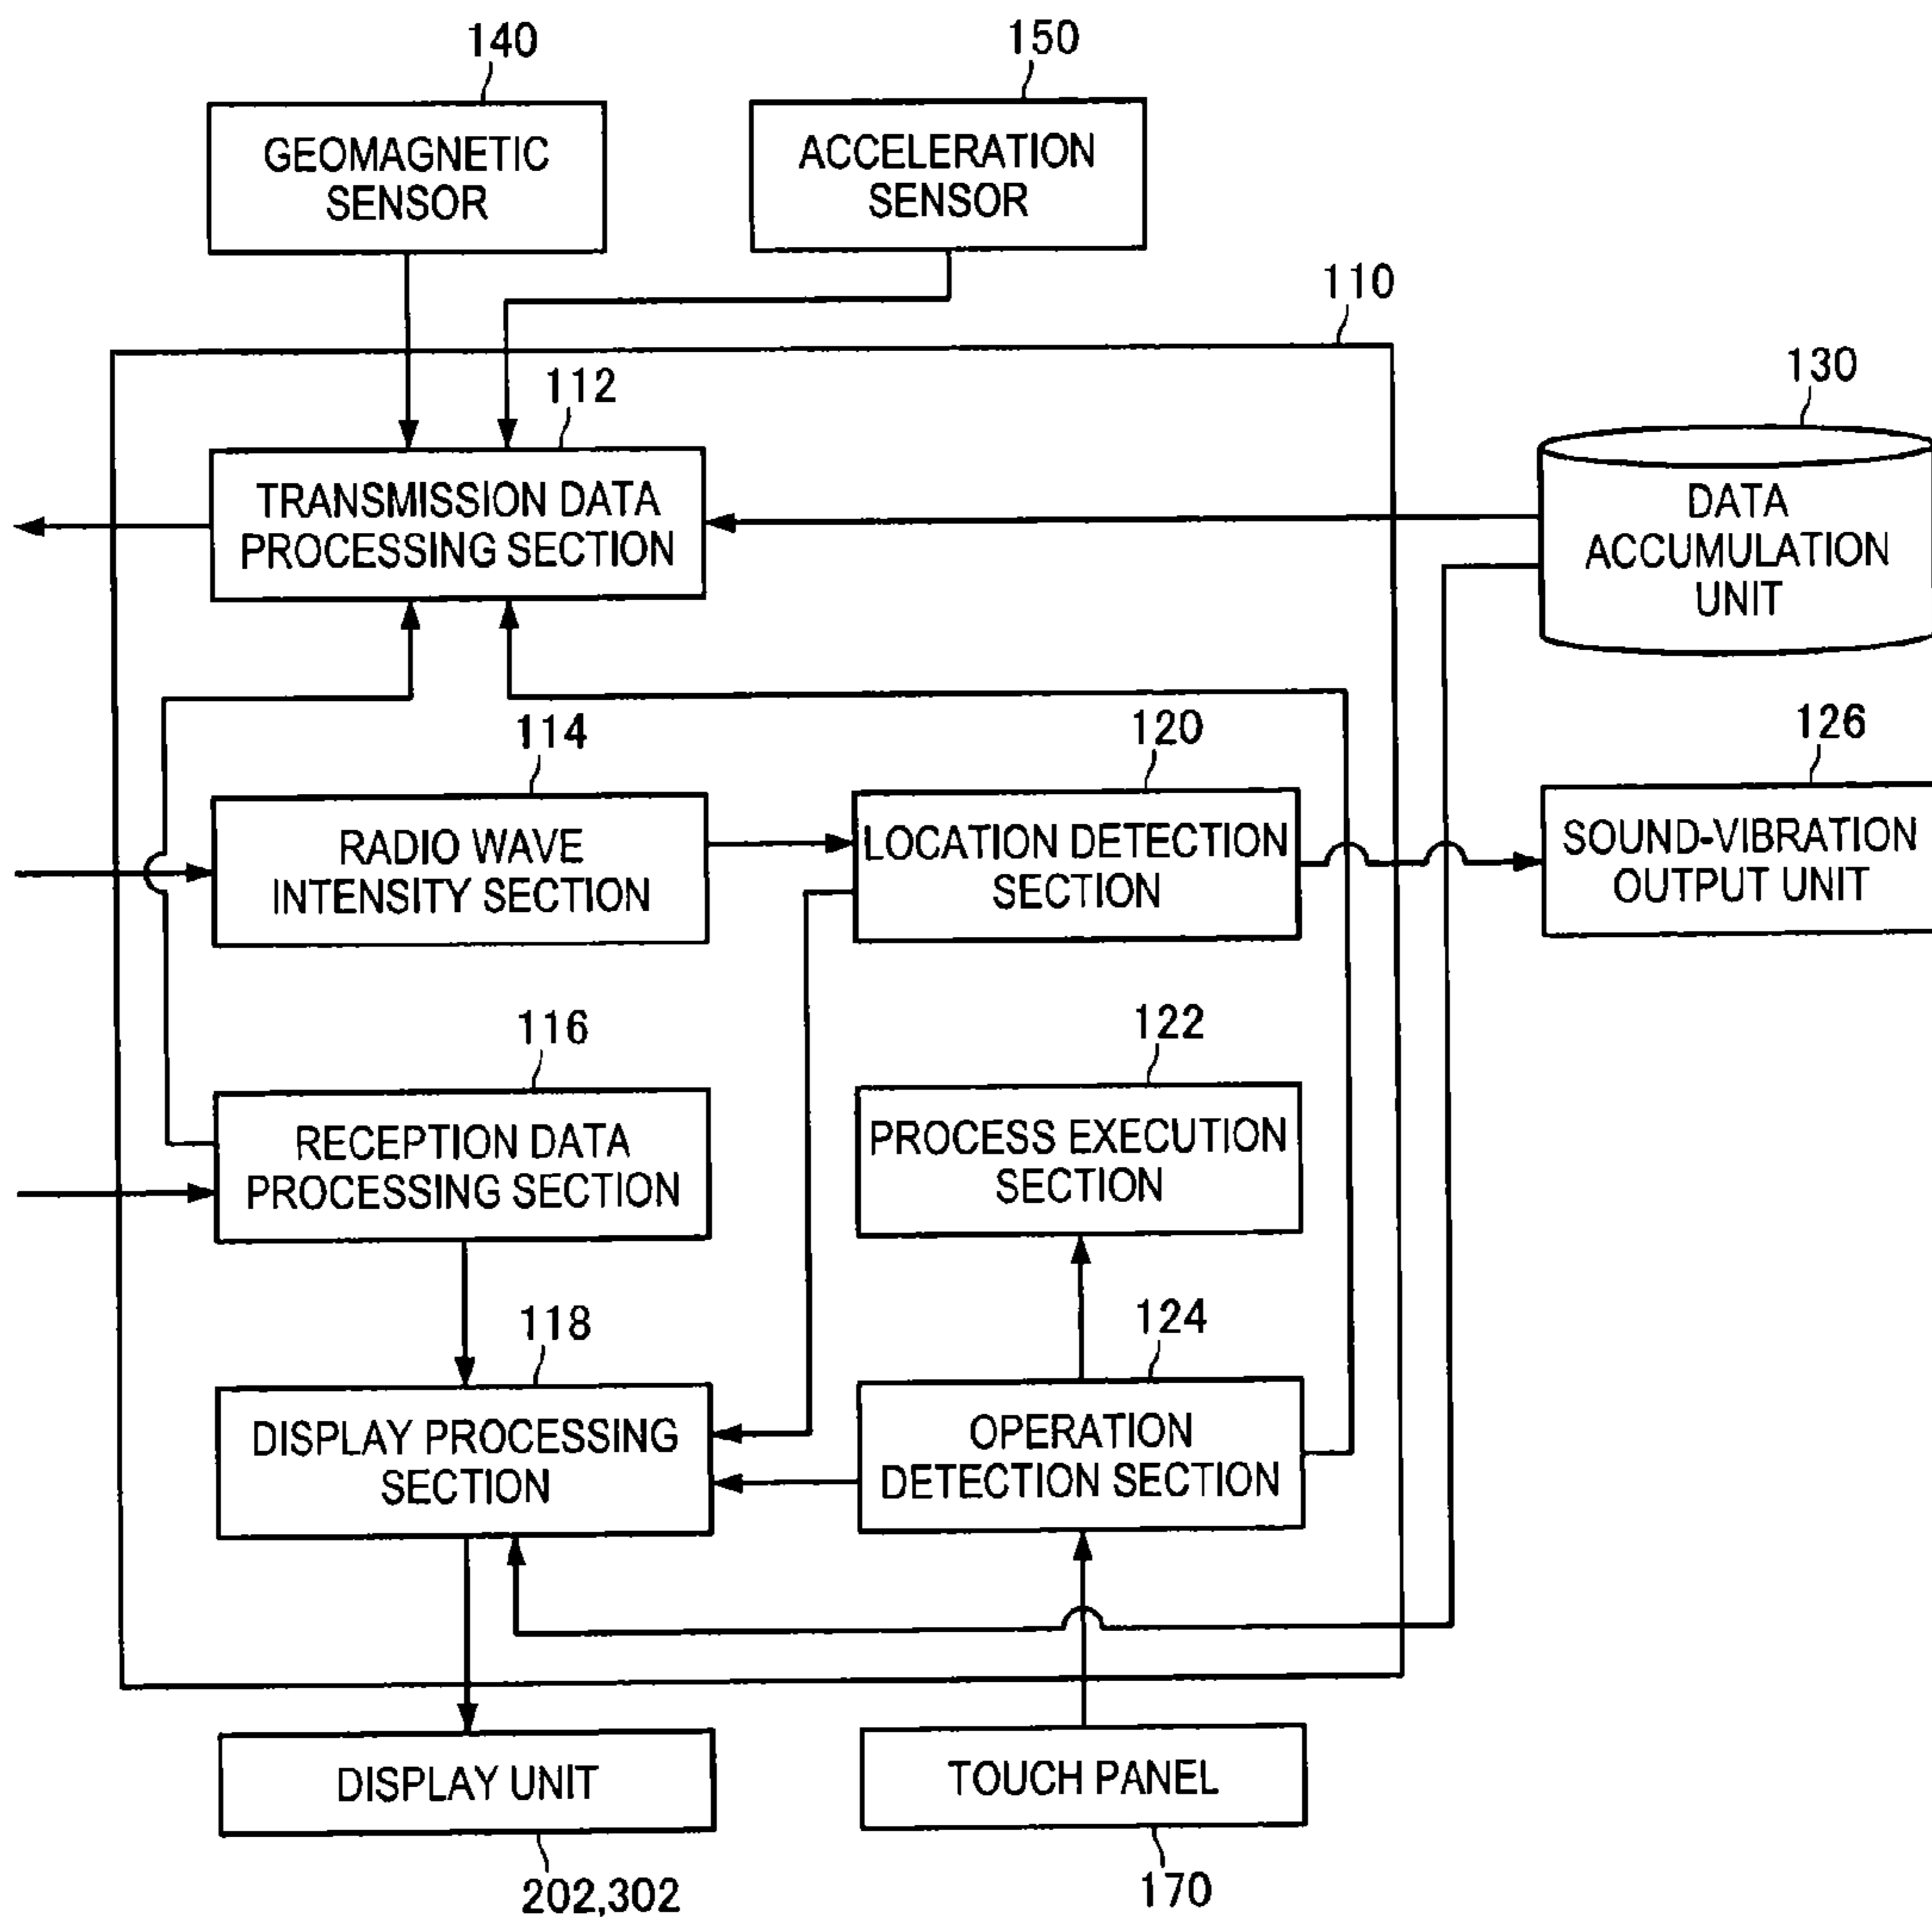 140
150
GEOMAGNETIC
SENSOR
ACCELERATION
SENSOR
110
112
130
TRANSMISSION DATA
PROCESSING SECTION
DATA
ACCUMULATION
UNIT
114
120
126
RADIO WAVE
INTENSITY SECTION
LOCATION DETECTION
SECTION
SOUND-VIBRATION
OUTPUT UNIT
116
122
RECEPTION DATA
PROCESSING SECTION
PROCESS EXECUTION
SECTION
118
124
DISPLAY PROCESSING
SECTION
OPERATION
DETECTION SECTION
DISPLAY UNIT
TOUCH PANEL
202,302
170